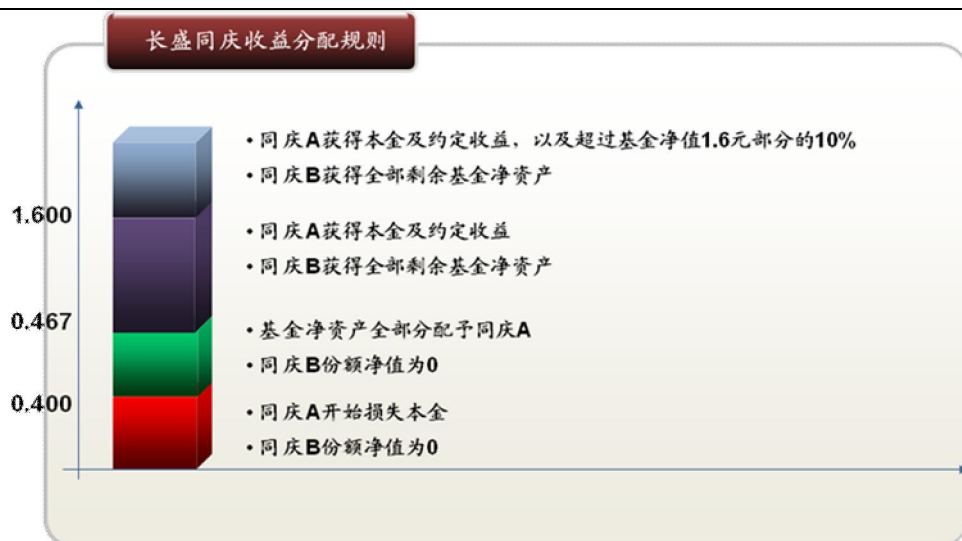 长盛同庆收益分配规则
• 同庆A获得本金及约定收益，以及超过基金净值1.6元部分的10%
• 同庆B获得全部剩余基金净资产
1.600
• 同庆A获得本金及约定收益
• 同庆B获得全部剩余基金净资产
0.467
• 基金净资产全部分配予同庆A
• 同庆B份额净值为0
0.400
• 同庆A开始损失本金
• 同庆B份额净值为0